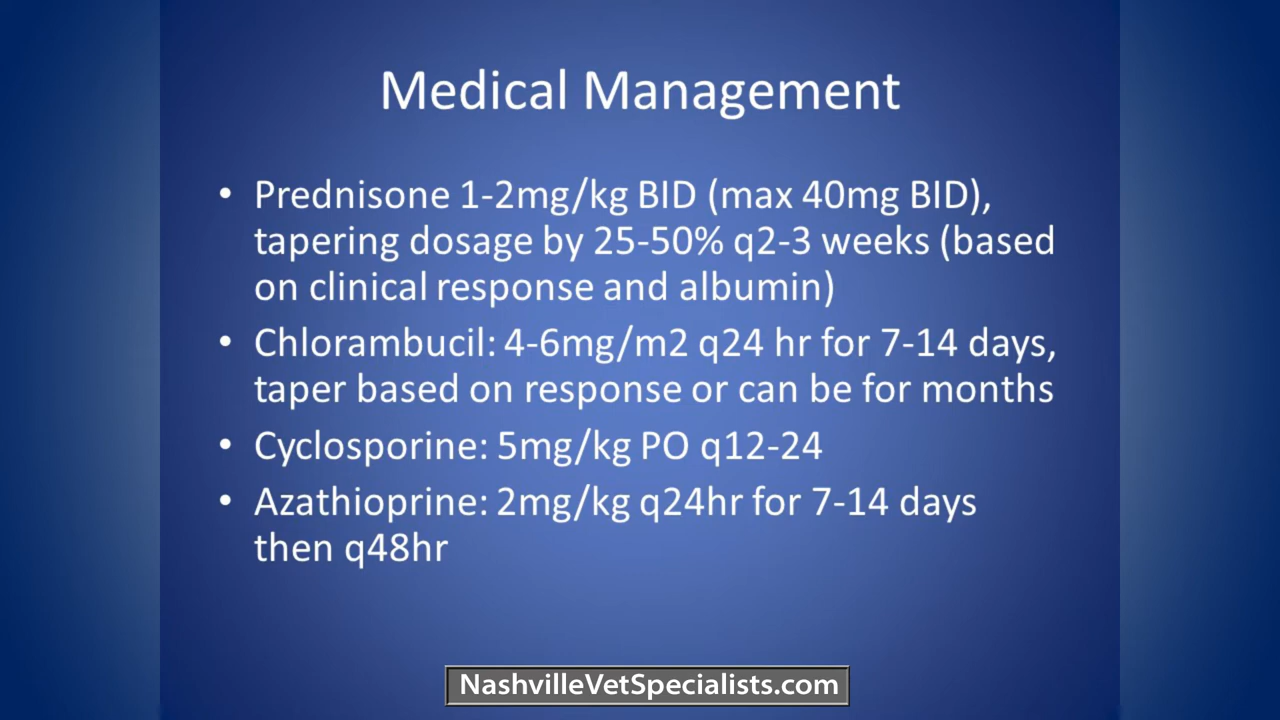 Medical Management
• Prednisone 1-2mg/kg BID (max 40mg BID),
tapering dosage by 25-50% q2-3 weeks (based
on clinical response and albumin)
• Chlorambucil: 4-6mg/m2 q24 hr for 7-14 days,
taper based on response or can be for months
• Cyclosporine: 5mg/kg PO q12-24
• Azathioprine: 2mg/kg q24hr for 7-14 days
then q48hr
NashvilleVetSpecialists.com